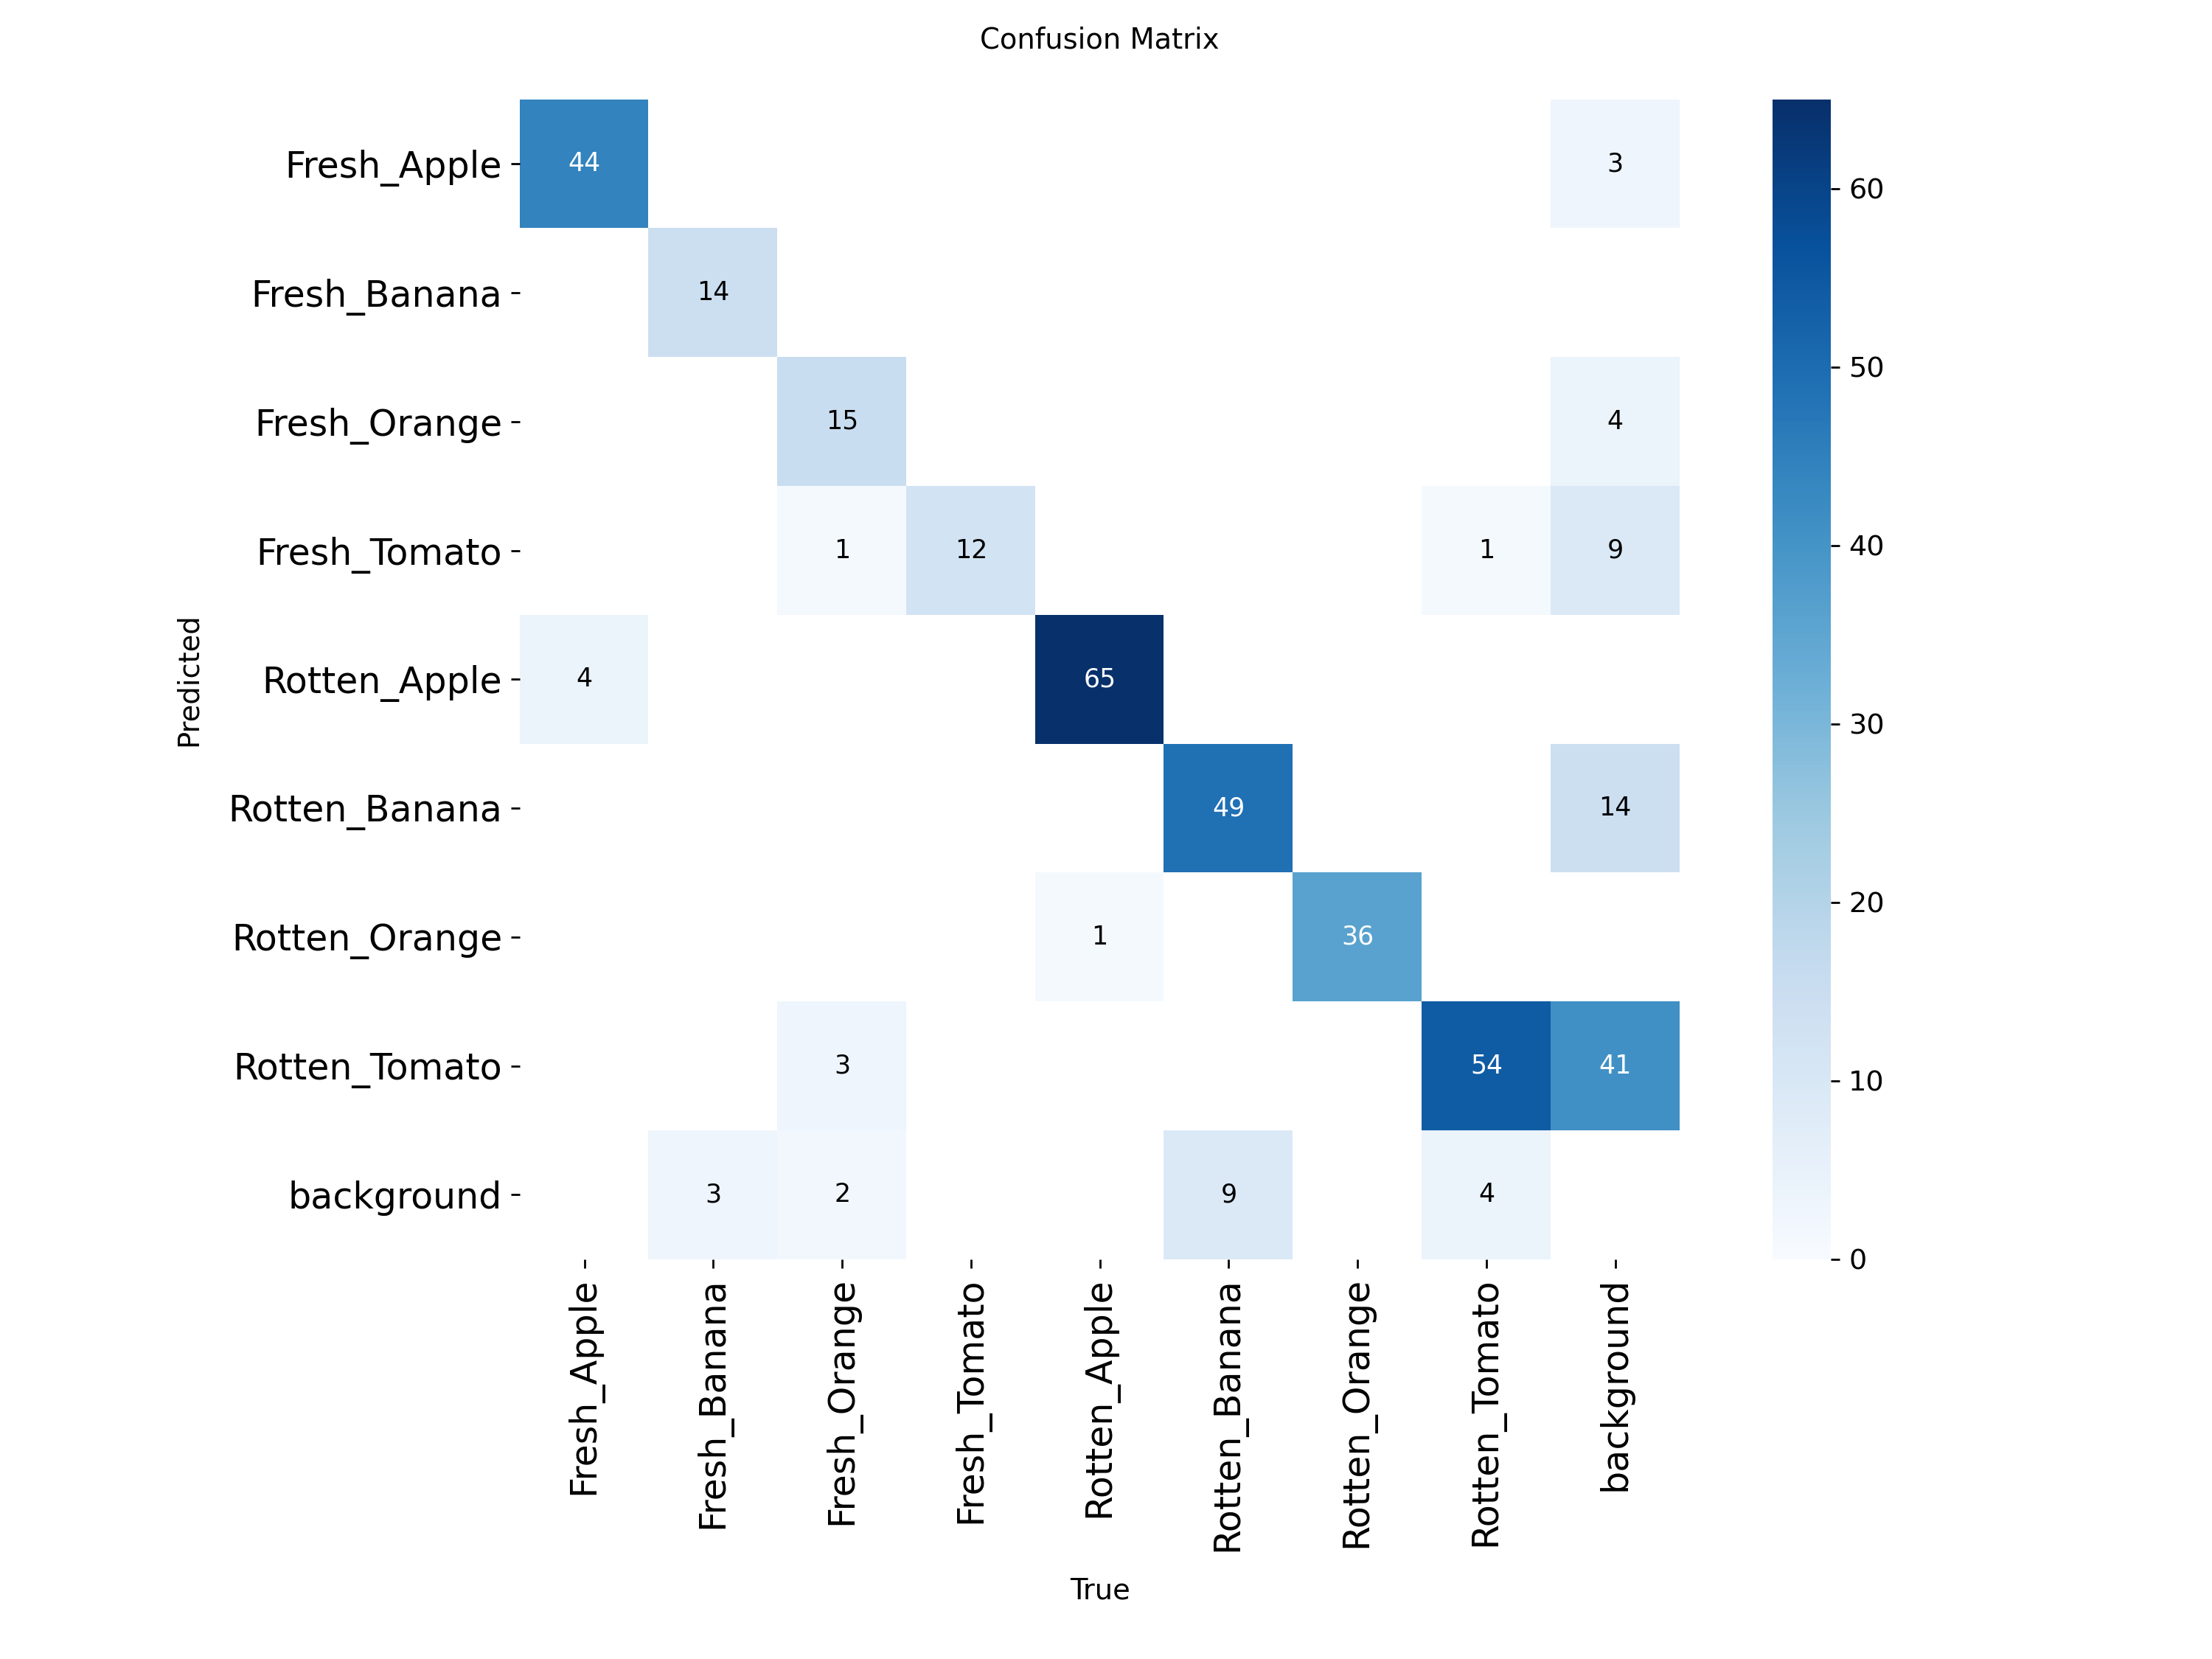 Confusion Matrix
Fresh_Apple 44 3
Fresh_Banana 14
Fresh_Orange 15 4
Fresh_Tomato 1 12 1 9
Rotten_Apple 4 65
Rotten_Banana 49 14
Rotten_Orange 1 36
Rotten_Tomato 3 54 41
background 3 2 9 4
Predicted
Fresh_Apple
Fresh_Banana
Fresh_Orange
Fresh_Tomato
Rotten_Apple
Rotten_Banana
Rotten_Orange
Rotten_Tomato
background
True
60
50
40
30
20
10
0